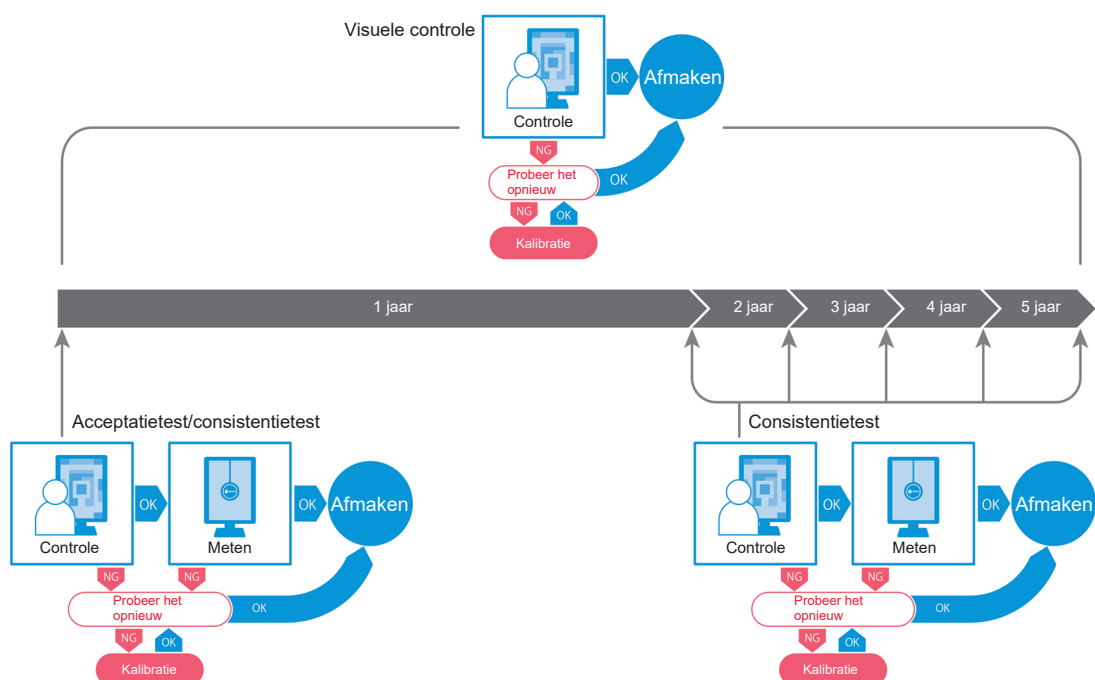 Visuele controle
Controle
OK
Afmaken
NG
Probeer het
opnieuw
OK
NG
OK
Kalibratie
1 jaar
2 jaar
3 jaar
4 jaar
5 jaar
Acceptatietest/consistentietest
Controle
OK
Meten
OK
Afmaken
NG
NG
Probeer het
opnieuw
OK
NG
OK
Kalibratie
Consistentietest
Controle
OK
Meten
OK
Afmaken
NG
NG
Probeer het
opnieuw
OK
NG
OK
Kalibratie